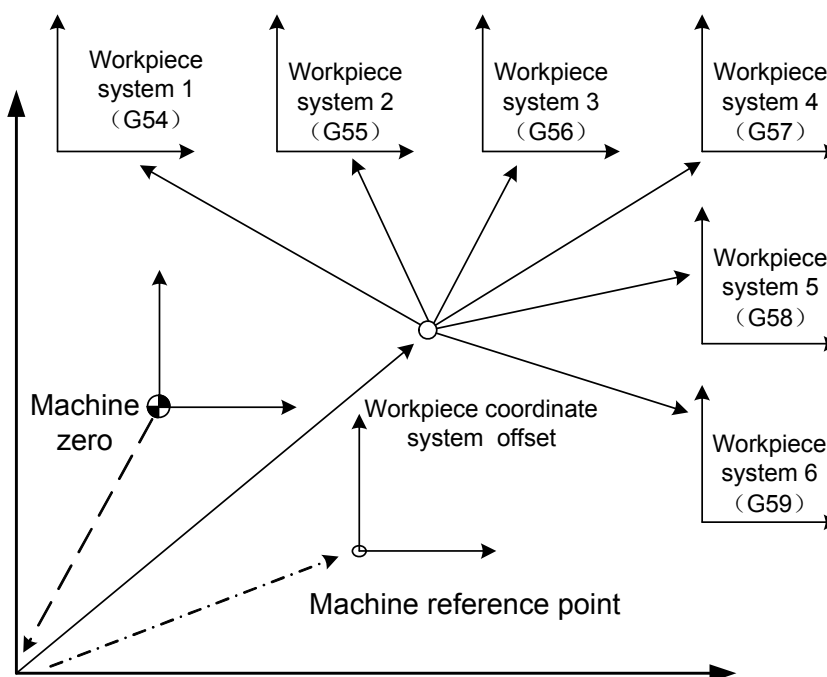 Workpiece
system 1
（G54）
Workpiece
system 2
（G55）
Workpiece
system 3
（G56）
Workpiece
system 4
（G57）
Workpiece
system 5
（G58）
Machine
zero
Workpiece coordinate
system offset
Workpiece
system 6
（G59）
Machine reference point